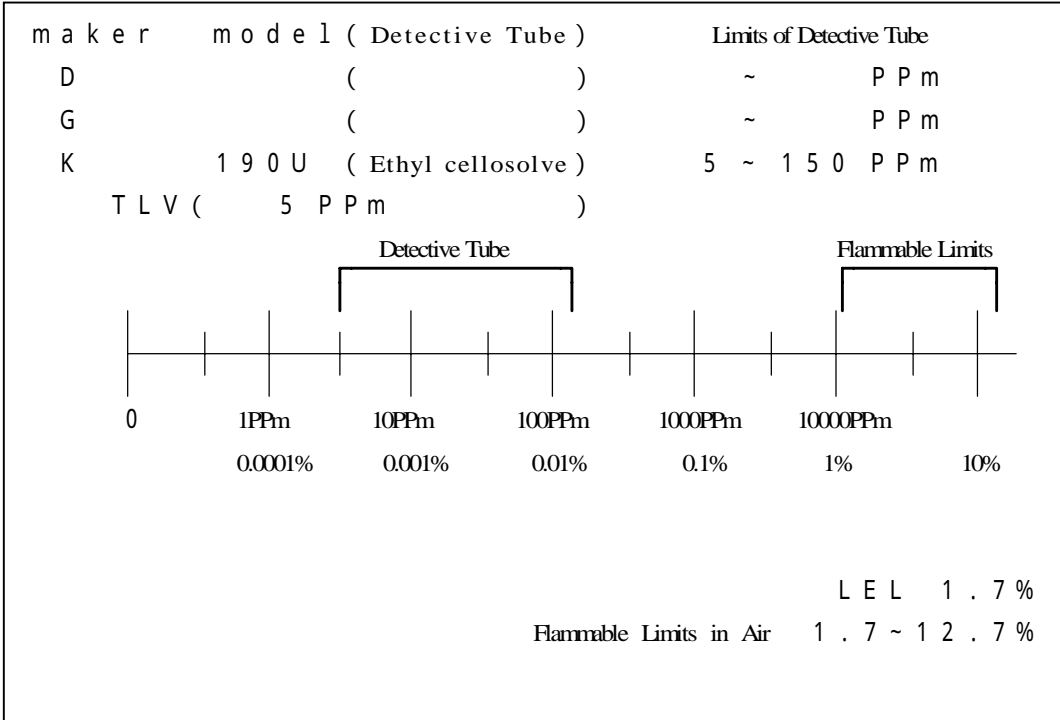 maker model(Detective Tube) Limits of Detective Tube
D ( ) ~ PPm
G ( ) ~ PPm
K 190U (Ethyl cellosolve) 5 ~ 150 PPm
TLV( 5 PPm )
Detective Tube Flammable Limits
0 1PPm 10PPm 100PPm 1000PPm 10000PPm
0.0001% 0.001% 0.01% 0.1% 1% 10%
LEL 1.7%
Flammable Limits in Air 1.7~12.7%